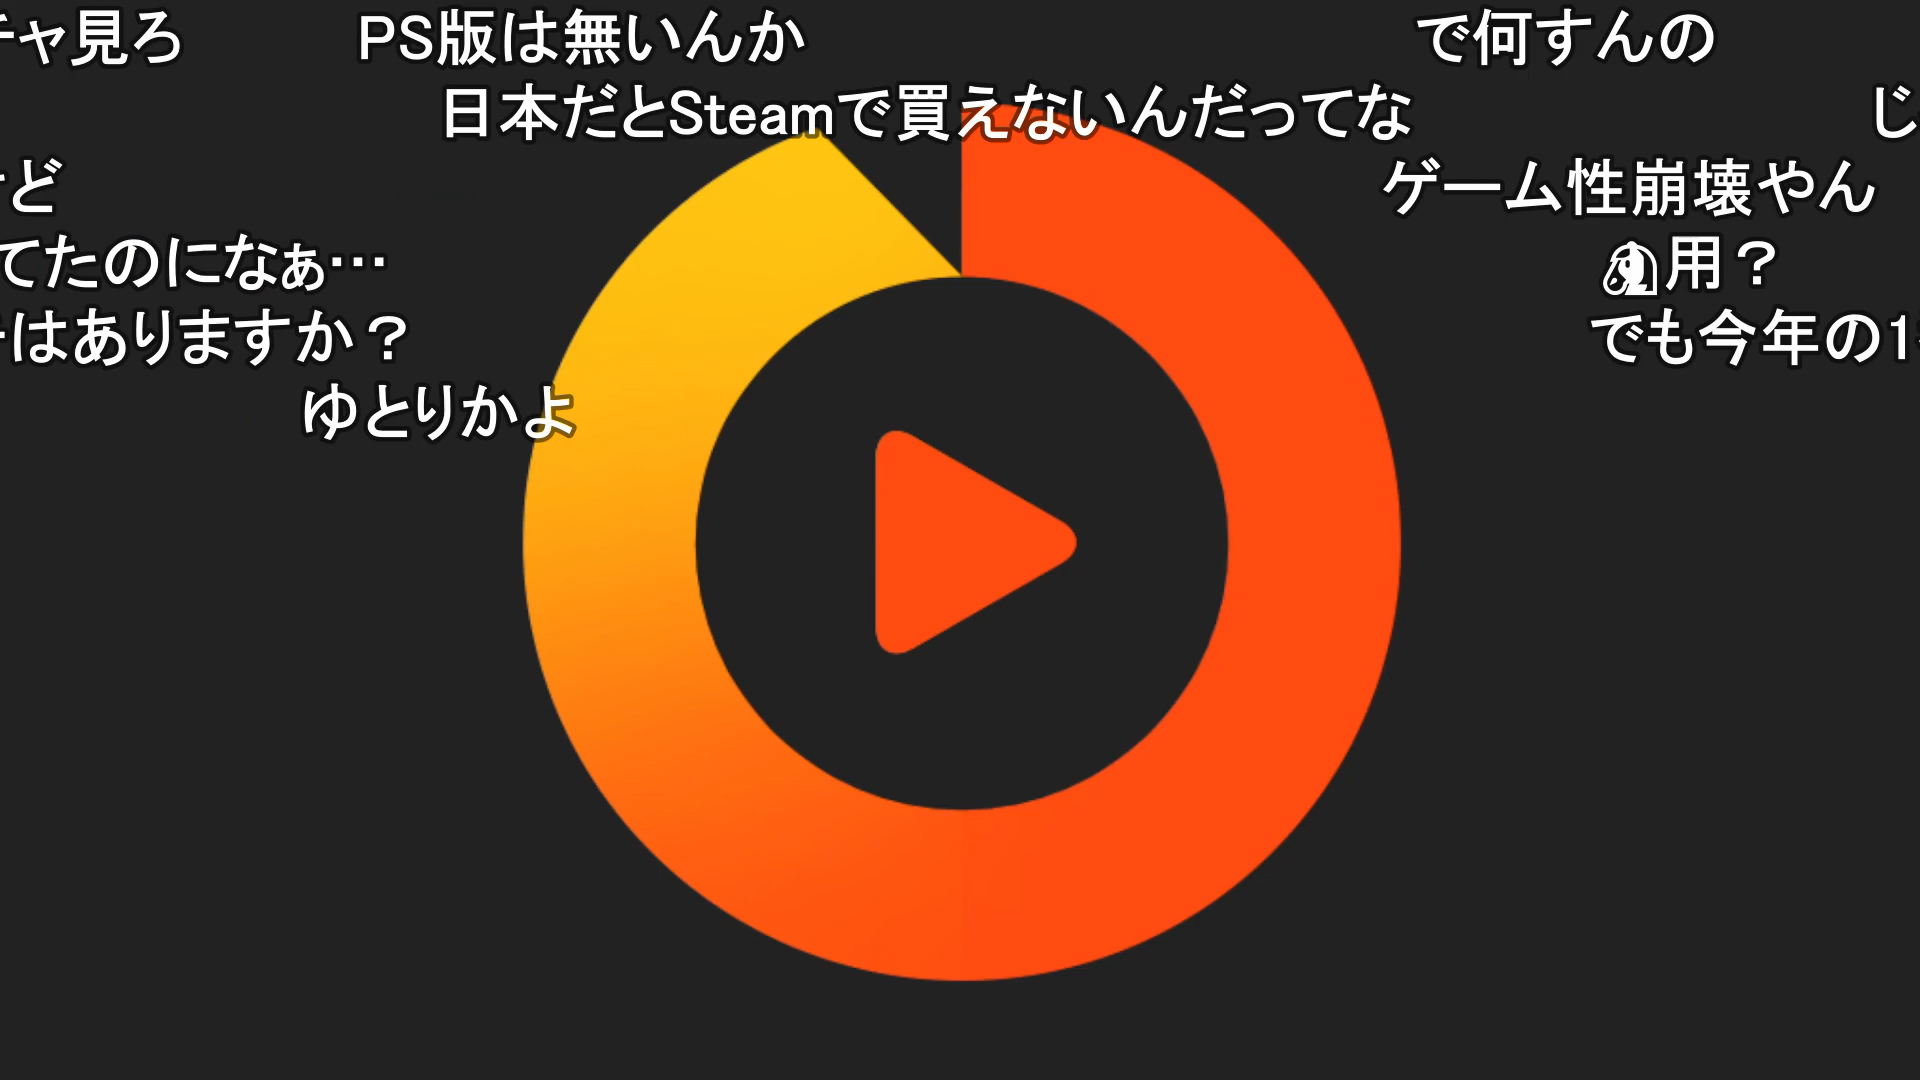 チャ見ろ PS版は無いんか で何すんの
日本だとSteamで買えないんだってな じ
けど ゲーム性崩壊やん
てたのになぁ… 用？
はありますか？ でも今年の1
ゆとりかよ